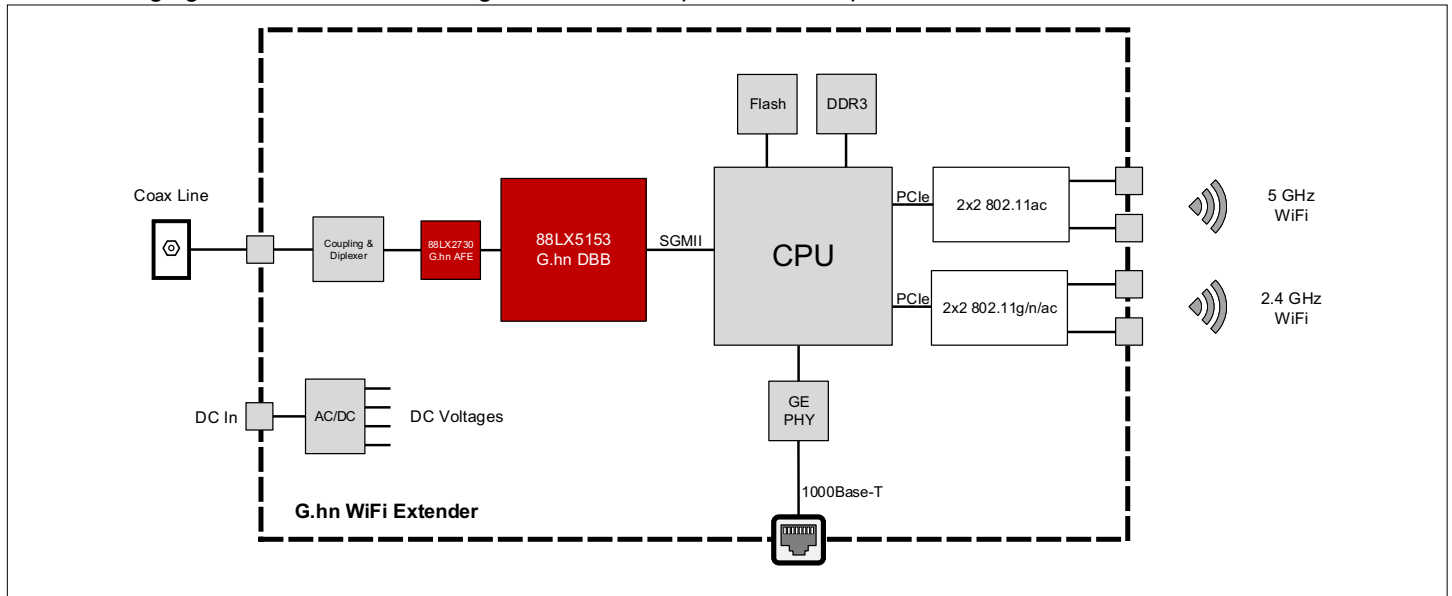 Flash
DDR3
Coax Line
Coupling &
Diplexer
88LX2730
G.hn AFE
88LX5153
G.hn DBB
SGMII
CPU
PCIe
2x2 802.11ac
5 GHz
WiFi
PCIe
2x2 802.11g/n/ac
2.4 GHz
WiFi
DC In
AC/DC
DC Voltages
GE
PHY
1000Base-T
G.hn WiFi Extender